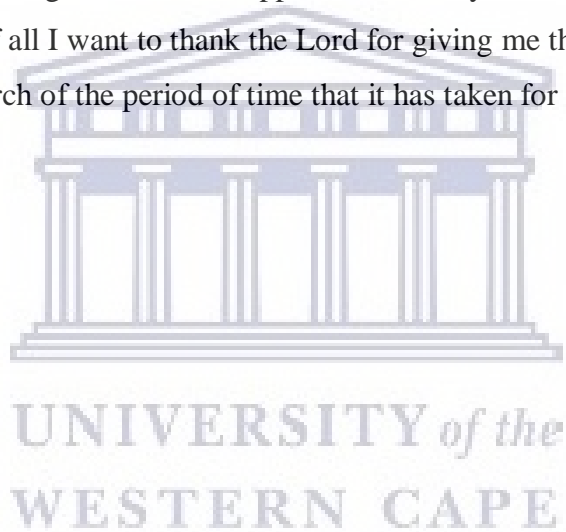 f all I want to thank the Lord for giving me th
rch of the period of time that it has taken for
UNIVERSITY of the
WESTERN CAPE